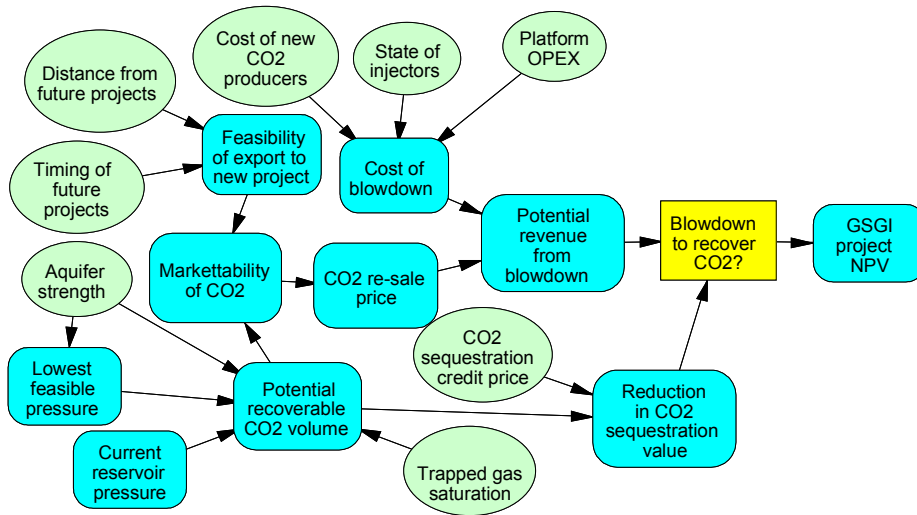 Cost of new
CO2
producers
State of
injectors
Platform
OPEX
Distance from
future projects
Feasibility
of export to
new project
Timing of
future
projects
Cost of
blowdown
Potential
revenue
from
blowdown
Blowdown
to recover
CO2?
GSGI
project
NPV
Aquifer
strength
Markettability
of CO2
CO2 re-sale
price
CO2
sequestration
credit price
Lowest
feasible
pressure
Potential
recoverable
CO2 volume
Reduction
in CO2
sequestration
value
Current
reservoir
pressure
Trapped gas
saturation